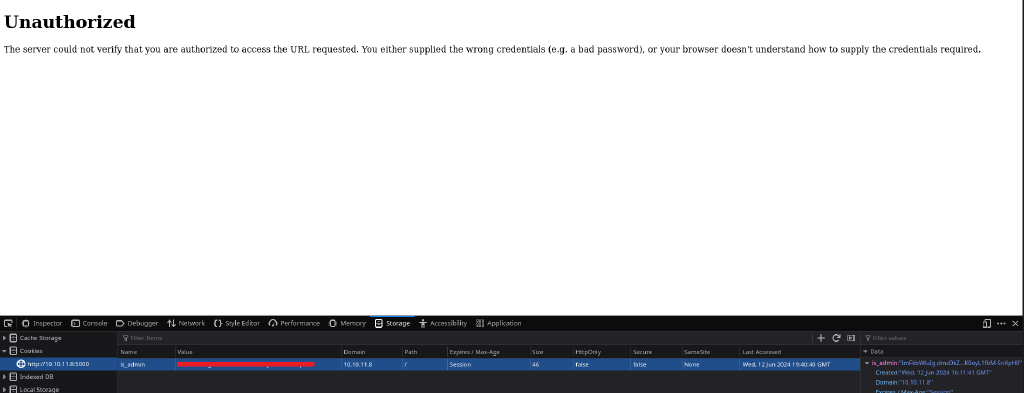 Unauthorized
The server could not verify that you are authorized to access the URL requested. You either supplied the wrong credentials (e.g. a bad password), or your browser doesn't understand how to supply the credentials required.
Inspector Console Debugger Network Style Editor Performance Memory Storage Accessibility Application
Cache Storage Filter Items Filter values
Cookies Name Value Domain Path Expires / Max-Age Size HttpOnly Secure SameSite Last Accessed Data
http://10.10.11.8:5000 is_admin 10.10.11.8 / Session 46 false false None Wed, 12 Jun 2024 19:40:40 GMT is_admin:
Created:"Wed, 12 Jun 2024 16:11:41 GMT"
Indexed DB Domain:"10.10.11.8"
Local Storage Expires / Max-Age:"Session"